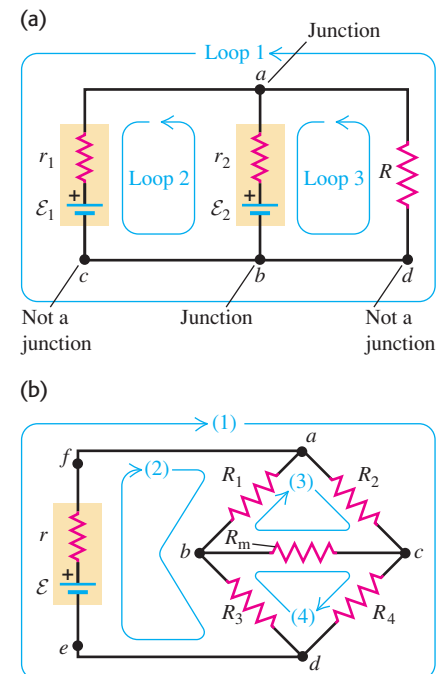 (a)
Junction
Loop 1
a
r₁
r₂
R
Loop 2
Loop 3
+
+
ℰ₁
ℰ₂
c
b
d
Not a
junction
Junction
Not a
junction
(b)
(1)
a
f
(2)
R₁
R₂
(3)
r
Rₘ
b
c
+
ℰ
R₃
(4)
R₄
e
d